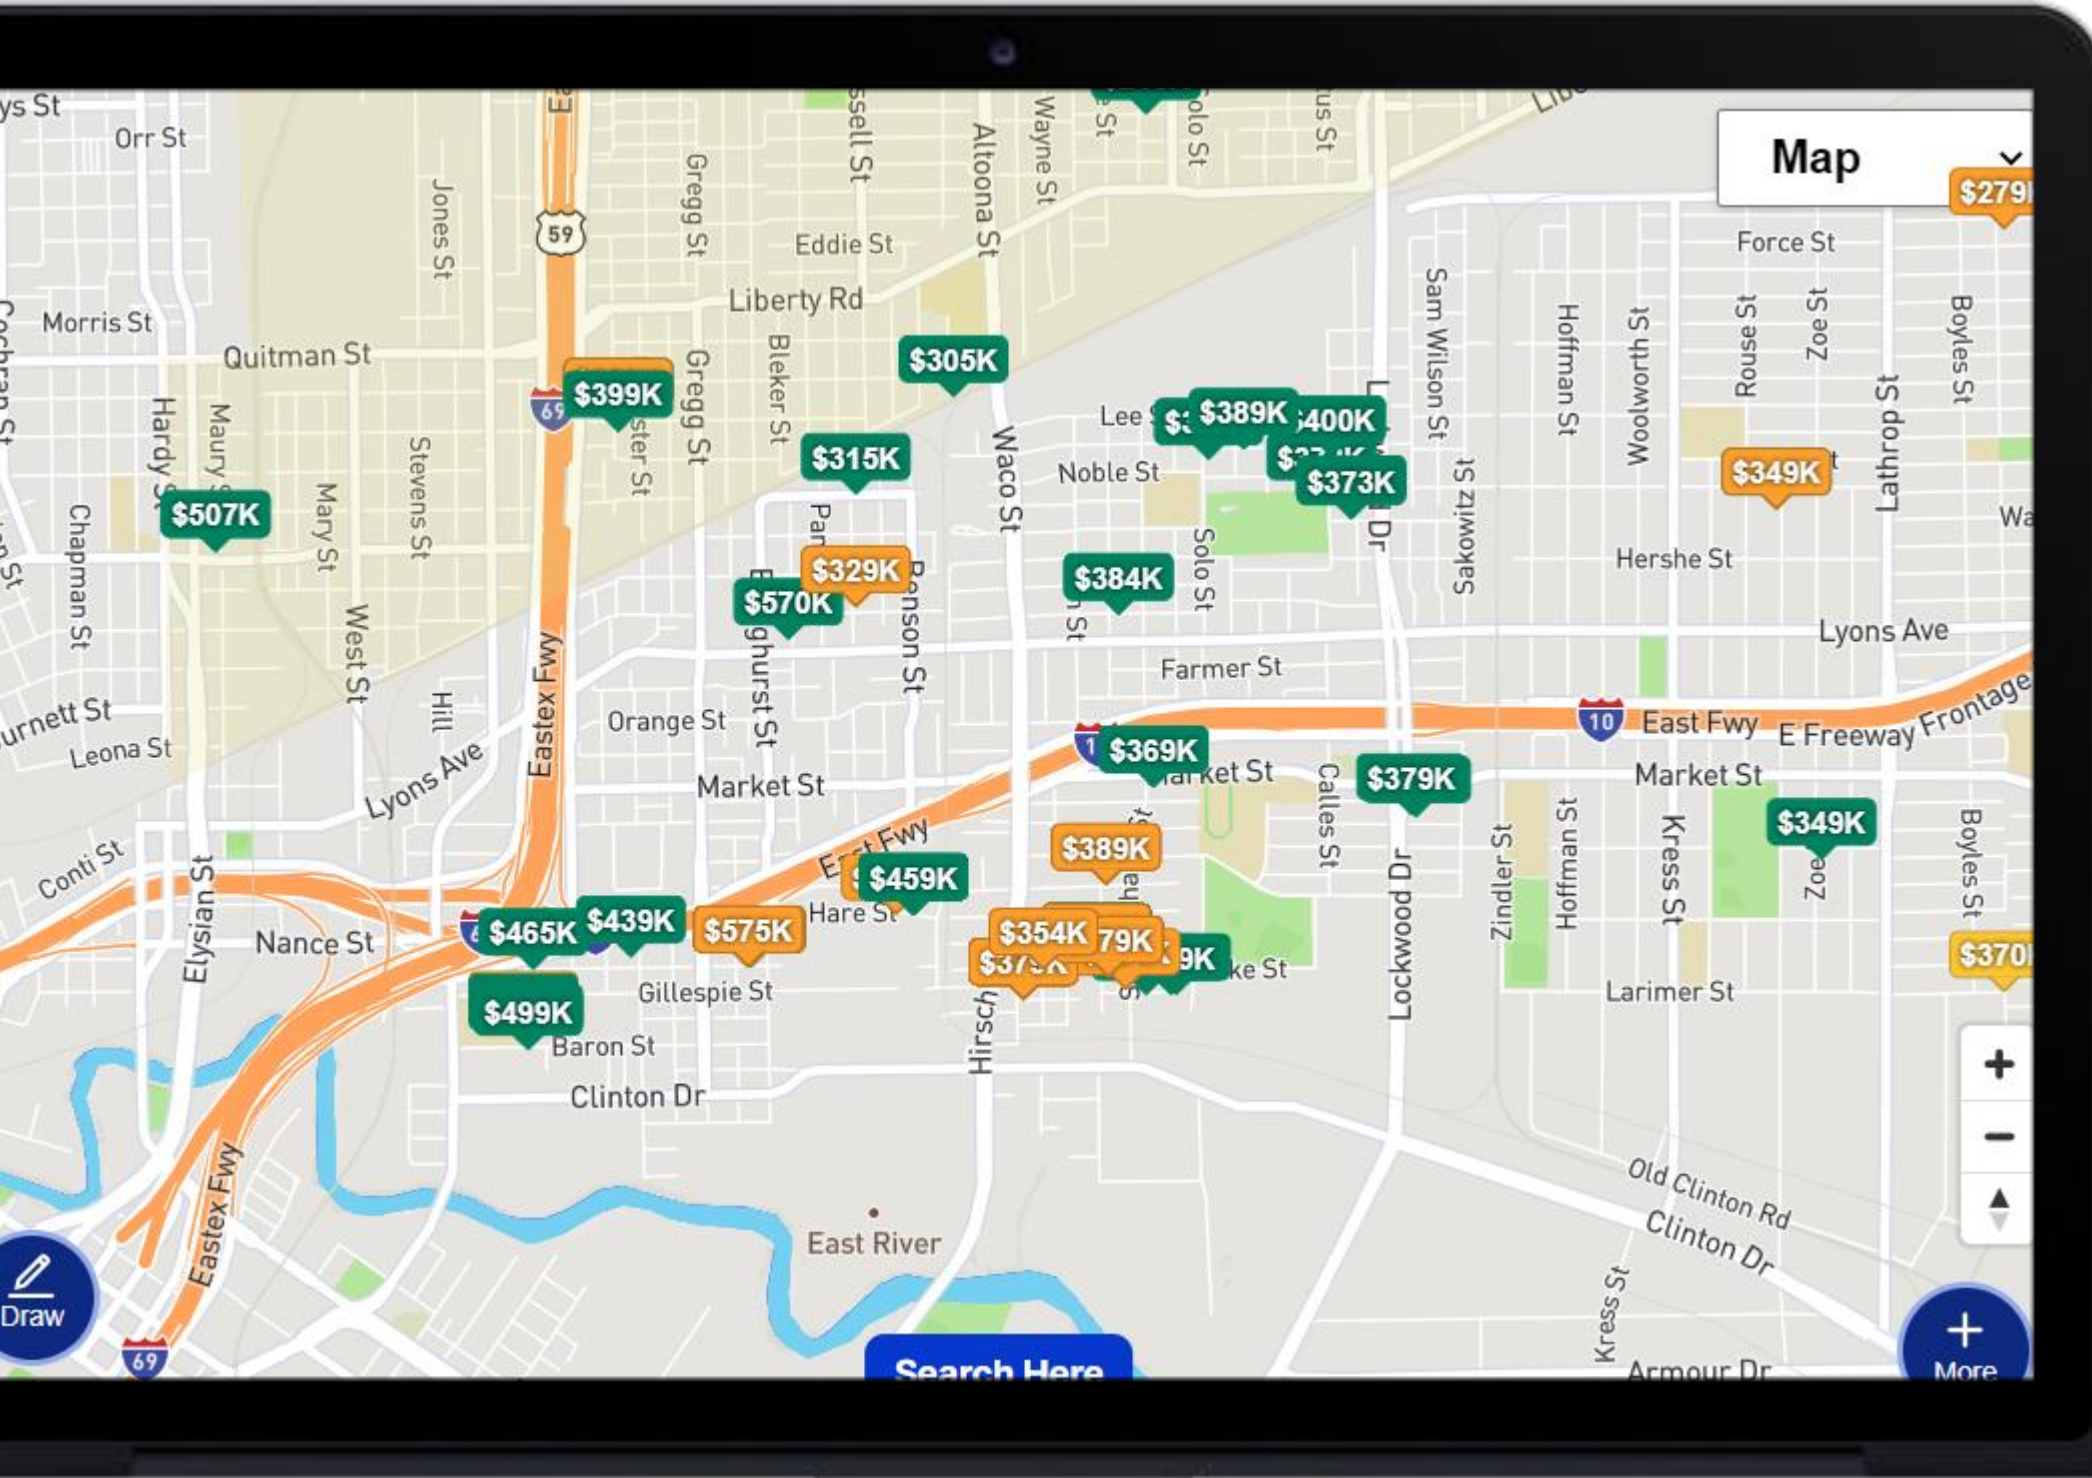 Orr St
Map
$279
Jones St
Gregg St
Altoona St
Wayne St
59
Eddie St
Force St
Liberty Rd
Morris St
Quitman St
Bleker St
Sam Wilson St
Hoffman St
Woolworth St
Rouse St
Zoe St
Boyles St
69
$399K
Gregg St
$305K
Lee
$389K
$400K
Lathrop St
Hardy St
Maury
Stevens St
$315K
Waco St
Noble St
$373K
Dr
Sakowitz St
$349K
$507K
Mary St
Chapman St
Solo St
Hershe St
$329K
$384K
$570K
Benson St
West St
Lyons Ave
Farmer St
Hill
Eastex Fwy
Orange St
10
East Fwy
E Freeway Frontage
Leona St
$369K
Lyons Ave
Market St
Market St
$379K
Market St
Calles St
Conti St
East Fwy
$389K
Zindler St
Hoffman St
Kress St
$349K
Zoe
Boyles St
Elysian St
$459K
Hare St
Lockwood Dr
Nance St
$465K
$439K
$575K
$354K
79K
9K
$370
Gillespie St
Larimer St
$499K
Hirsch
Baron St
Clinton Dr
Eastex Fwy
Old Clinton Rd
Clinton Dr
East River
Kress St
Draw
69
Search Here
Armour Dr
More